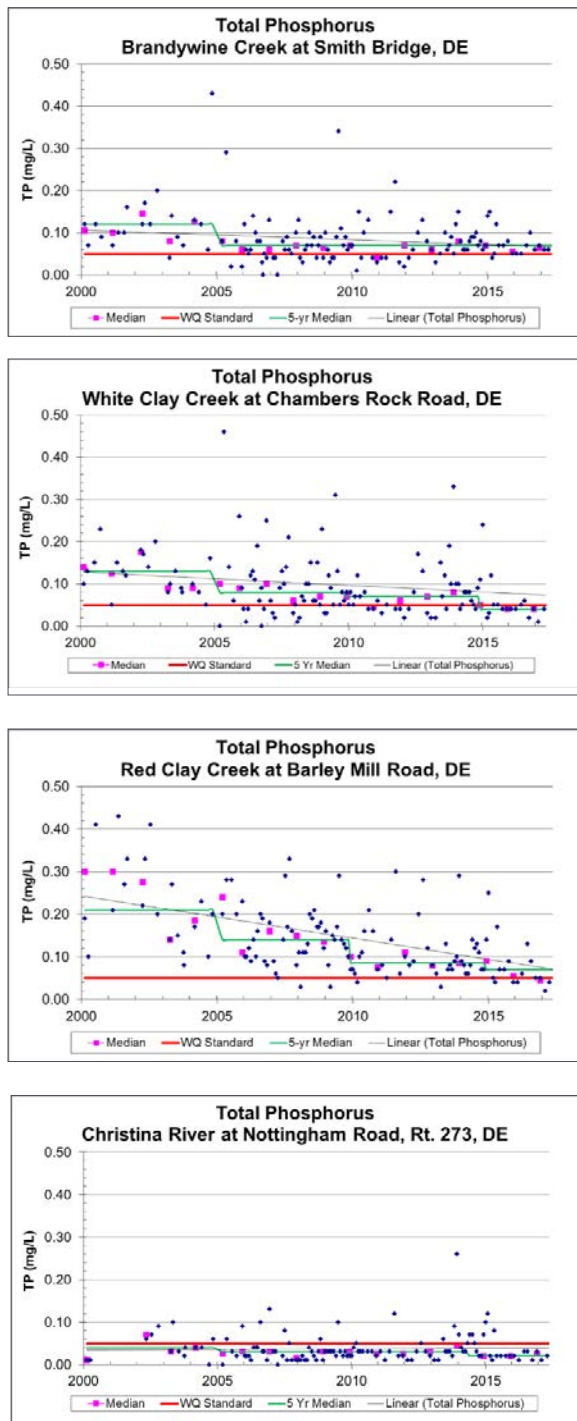 Total Phosphorus
Brandywine Creek at Smith Bridge, DE
0.50
0.40
0.30
0.20
0.10
0.00
TP (mg/L)
2000 2005 2010 2015
Median WQ Standard 5-yr Median Linear (Total Phosphorus)
Total Phosphorus
White Clay Creek at Chambers Rock Road, DE
0.50
0.40
0.30
0.20
0.10
0.00
TP (mg/L)
2000 2005 2010 2015
Median WQ Standard 5 Yr Median Linear (Total Phosphorus)
Total Phosphorus
Red Clay Creek at Barley Mill Road, DE
0.50
0.40
0.30
0.20
0.10
0.00
TP (mg/L)
2000 2005 2010 2015
Median WQ Standard 5-yr Median Linear (Total Phosphorus)
Total Phosphorus
Christina River at Nottingham Road, Rt. 273, DE
0.50
0.40
0.30
0.20
0.10
0.00
TP (mg/L)
2000 2005 2010 2015
Median WQ Standard 5 Yr Median Linear (Total Phosphorus)